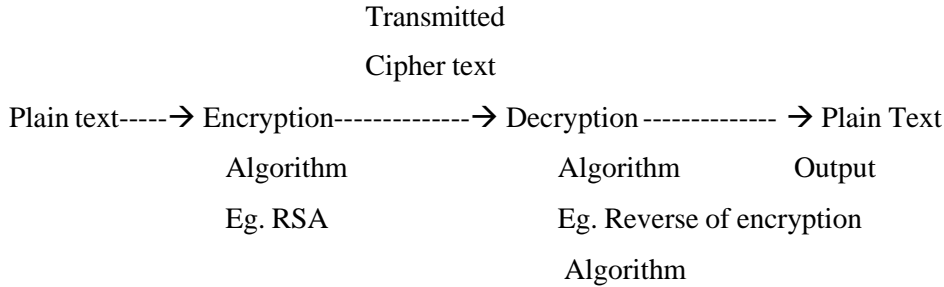 Transmitted
Cipher text
Plain text-----→ Encryption--------------→ Decryption -------------- → Plain Text
Algorithm Algorithm Output
Eg. RSA Eg. Reverse of encryption
Algorithm